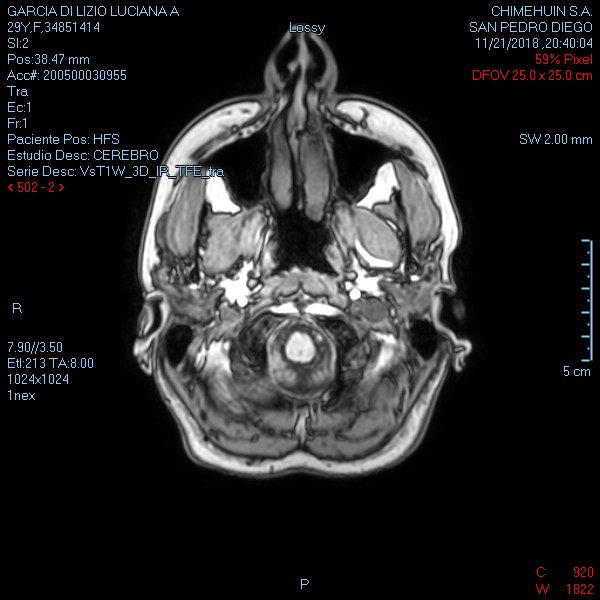 GARCIA DI LIZIO LUCIANA A
29Y,F,34851414
Sl:2
Pos:38.47 mm
Acc#: 200500030955
Tra
Ec:1
Fr:1
Paciente Pos: HFS
Estudio Desc: CEREBRO
Serie Desc: VsT1W_3D_IR_TFE_tra
< 502 - 2 >
Lossy
CHIMEHUIN S.A.
SAN PEDRO DIEGO
11/21/2018 ,20:40:04
59% Pixel
DFOV 25.0 x 25.0 cm
SW 2.00 mm
R
7.90//3.50
Etl:213 TA:8.00
1024x1024
1nex
5 cm
P
C 920
W 1822